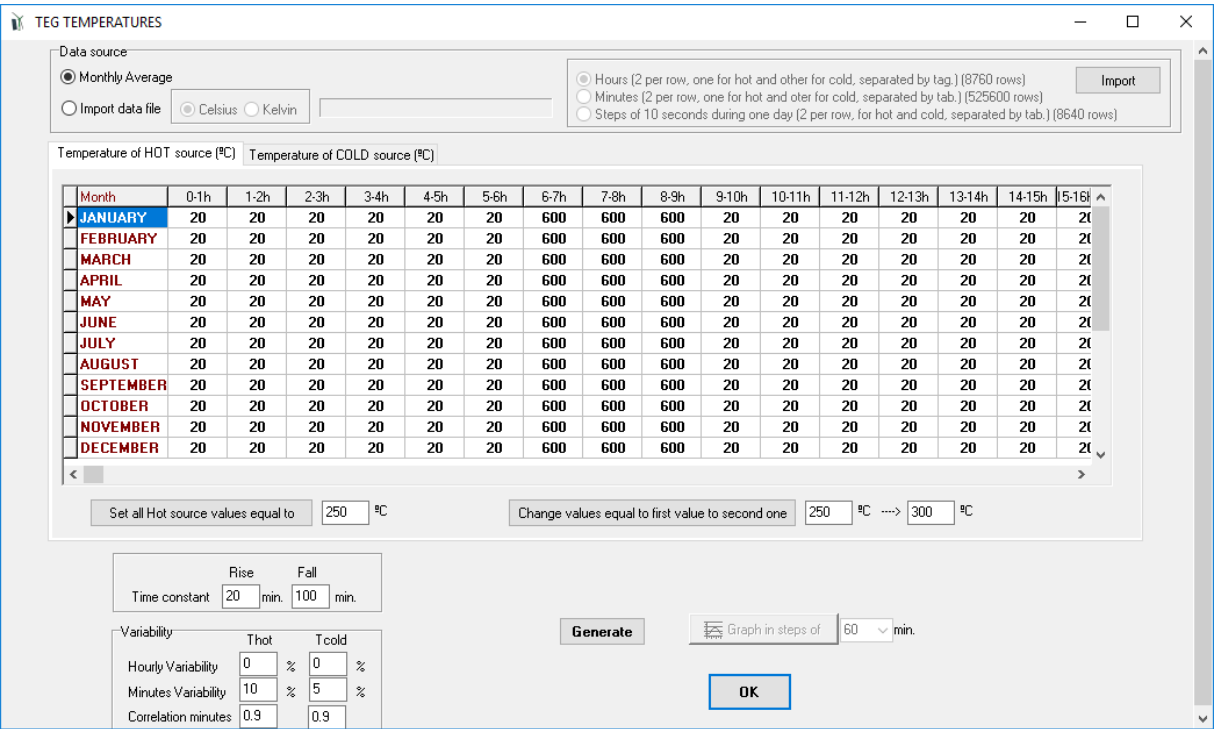 TEG TEMPERATURES
Data source
Monthly Average
Import data file Celsius Kelvin
Hours (2 per row, one for hot and other for cold, separated by tag.) (8760 rows)
Minutes (2 per row, one for hot and oter for cold, separated by tab.) (525600 rows)
Steps of 10 seconds during one day (2 per row, for hot and cold, separated by tab.) (8640 rows)
Import
Temperature of HOT source (ºC) Temperature of COLD source (ºC)
Month 0-1h 1-2h 2-3h 3-4h 4-5h 5-6h 6-7h 7-8h 8-9h 9-10h 10-11h 11-12h 12-13h 13-14h 14-15h 15-16h
JANUARY 20 20 20 20 20 20 600 600 600 20 20 20 20 20 20 20
FEBRUARY 20 20 20 20 20 20 600 600 600 20 20 20 20 20 20 20
MARCH 20 20 20 20 20 20 600 600 600 20 20 20 20 20 20 20
APRIL 20 20 20 20 20 20 600 600 600 20 20 20 20 20 20 20
MAY 20 20 20 20 20 20 600 600 600 20 20 20 20 20 20 20
JUNE 20 20 20 20 20 20 600 600 600 20 20 20 20 20 20 20
JULY 20 20 20 20 20 20 600 600 600 20 20 20 20 20 20 20
AUGUST 20 20 20 20 20 20 600 600 600 20 20 20 20 20 20 20
SEPTEMBER 20 20 20 20 20 20 600 600 600 20 20 20 20 20 20 20
OCTOBER 20 20 20 20 20 20 600 600 600 20 20 20 20 20 20 20
NOVEMBER 20 20 20 20 20 20 600 600 600 20 20 20 20 20 20 20
DECEMBER 20 20 20 20 20 20 600 600 600 20 20 20 20 20 20 20
Set all Hot source values equal to 250 ºC Change values equal to first value to second one 250 ºC ----> 300 ºC
Rise Fall
Time constant 20 min. 100 min.
Variability Thot Tcold
Hourly Variability 0 % 0 %
Minutes Variability 10 % 5 %
Correlation minutes 0.9 0.9
Generate Graph in steps of 60 min.
OK